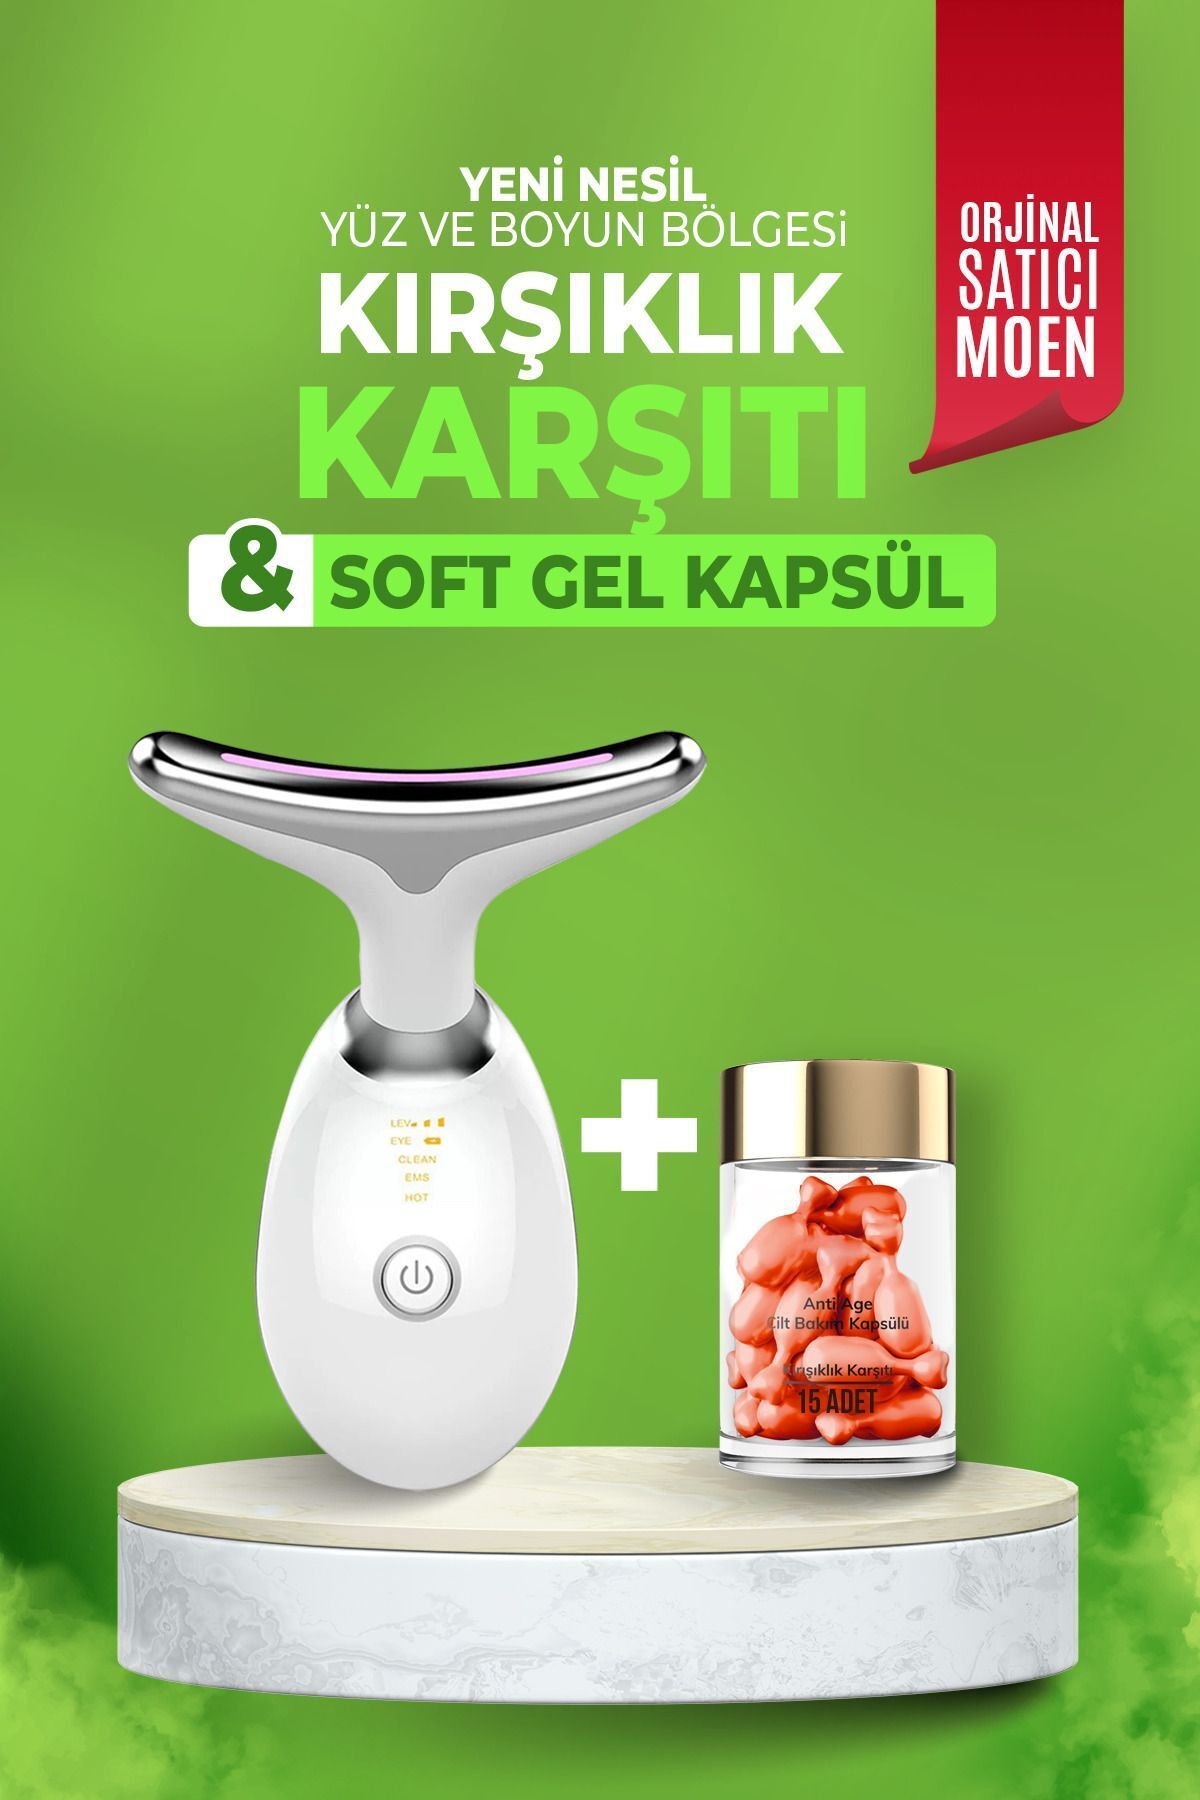 YENİ NESİL
YÜZ VE BOYUN BÖLGESİ
KIRŞIKLIK
KARŞITI
& SOFT GEL KAPSÜL
ORJİNAL
SATICI
MOEN
LEV
EYE
CLEAN
EMS
HOT
Anti Age
Cilt Bakım Kapsülü
Kırışıklık Karşıtı
15 ADET